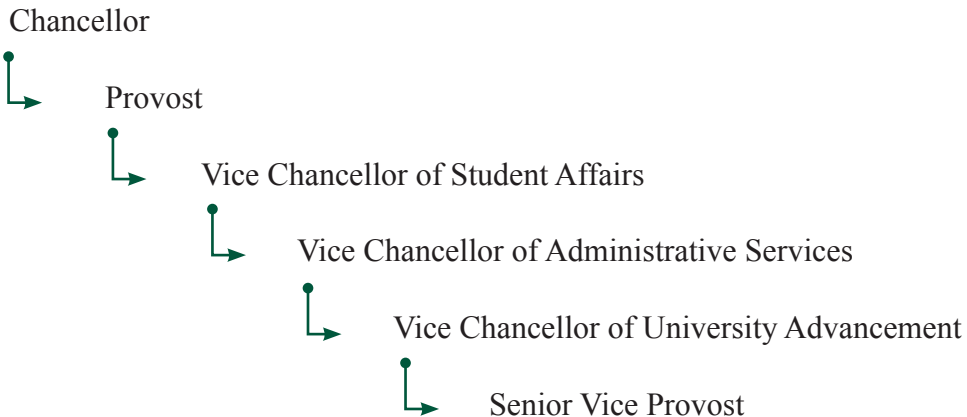 Chancellor
Provost
Vice Chancellor of Student Affairs
Vice Chancellor of Administrative Services
Vice Chancellor of University Advancement
Senior Vice Provost